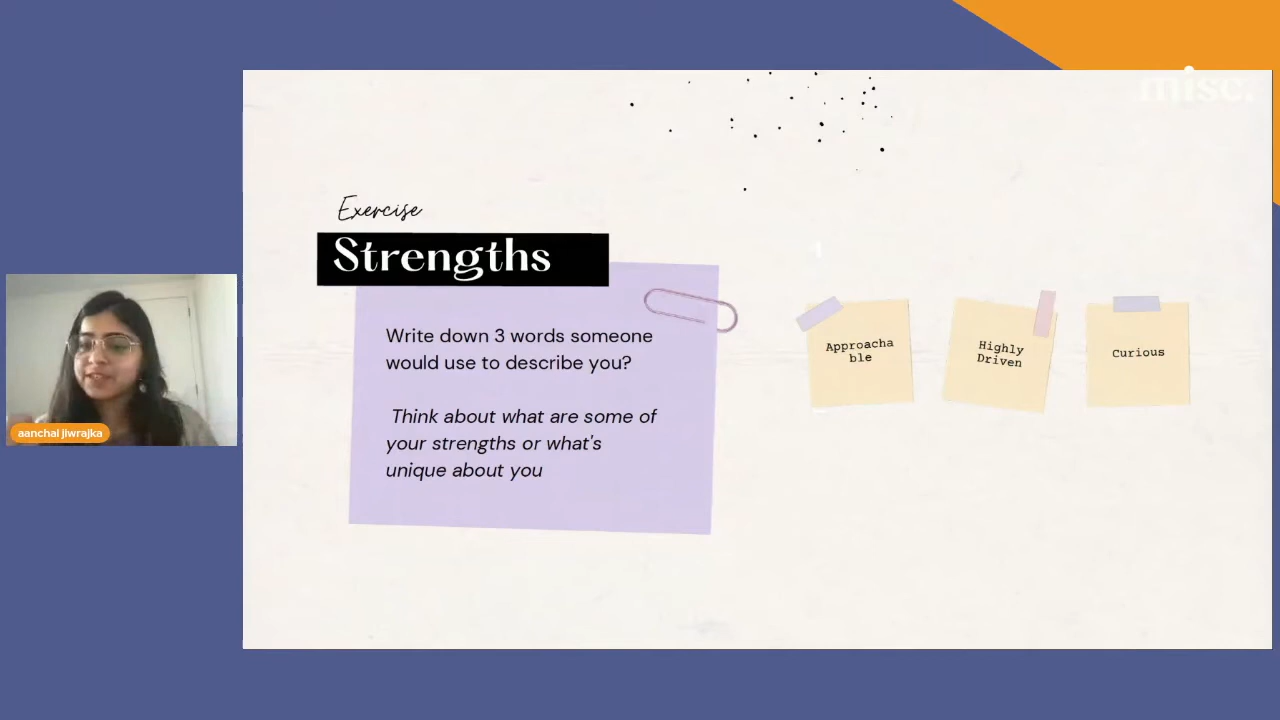 misc.
Exercise
Strengths
Write down 3 words someone
would use to describe you?
Think about what are some of
your strengths or what's
unique about you
Approacha
ble
Highly
Driven
Curious
aanchal jiwrajka